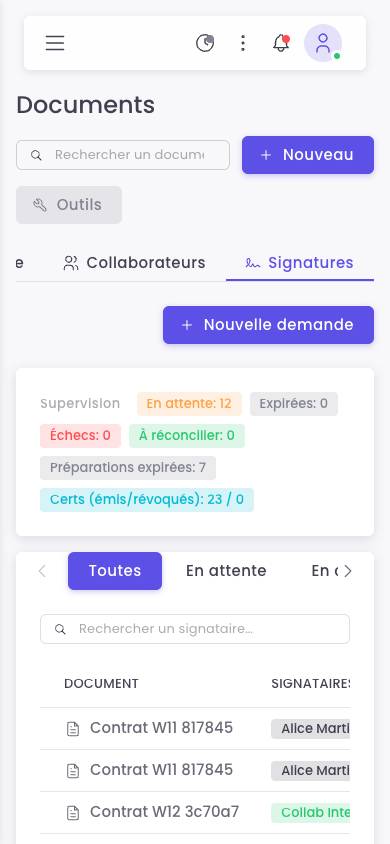 Documents
Rechercher un docume
Nouveau
Outils
e
Collaborateurs
Signatures
Nouvelle demande
Supervision
En attente: 12
Expirées: 0
Échecs: 0
À réconcilier: 0
Préparations expirées: 7
Certs (émis/révoqués): 23 / 0
Toutes
En attente
En c
Rechercher un signataire...
DOCUMENT
SIGNATAIRES
Contrat W11 817845
Alice Marti
Contrat W11 817845
Alice Marti
Contrat W12 3c70a7
Collab Inte